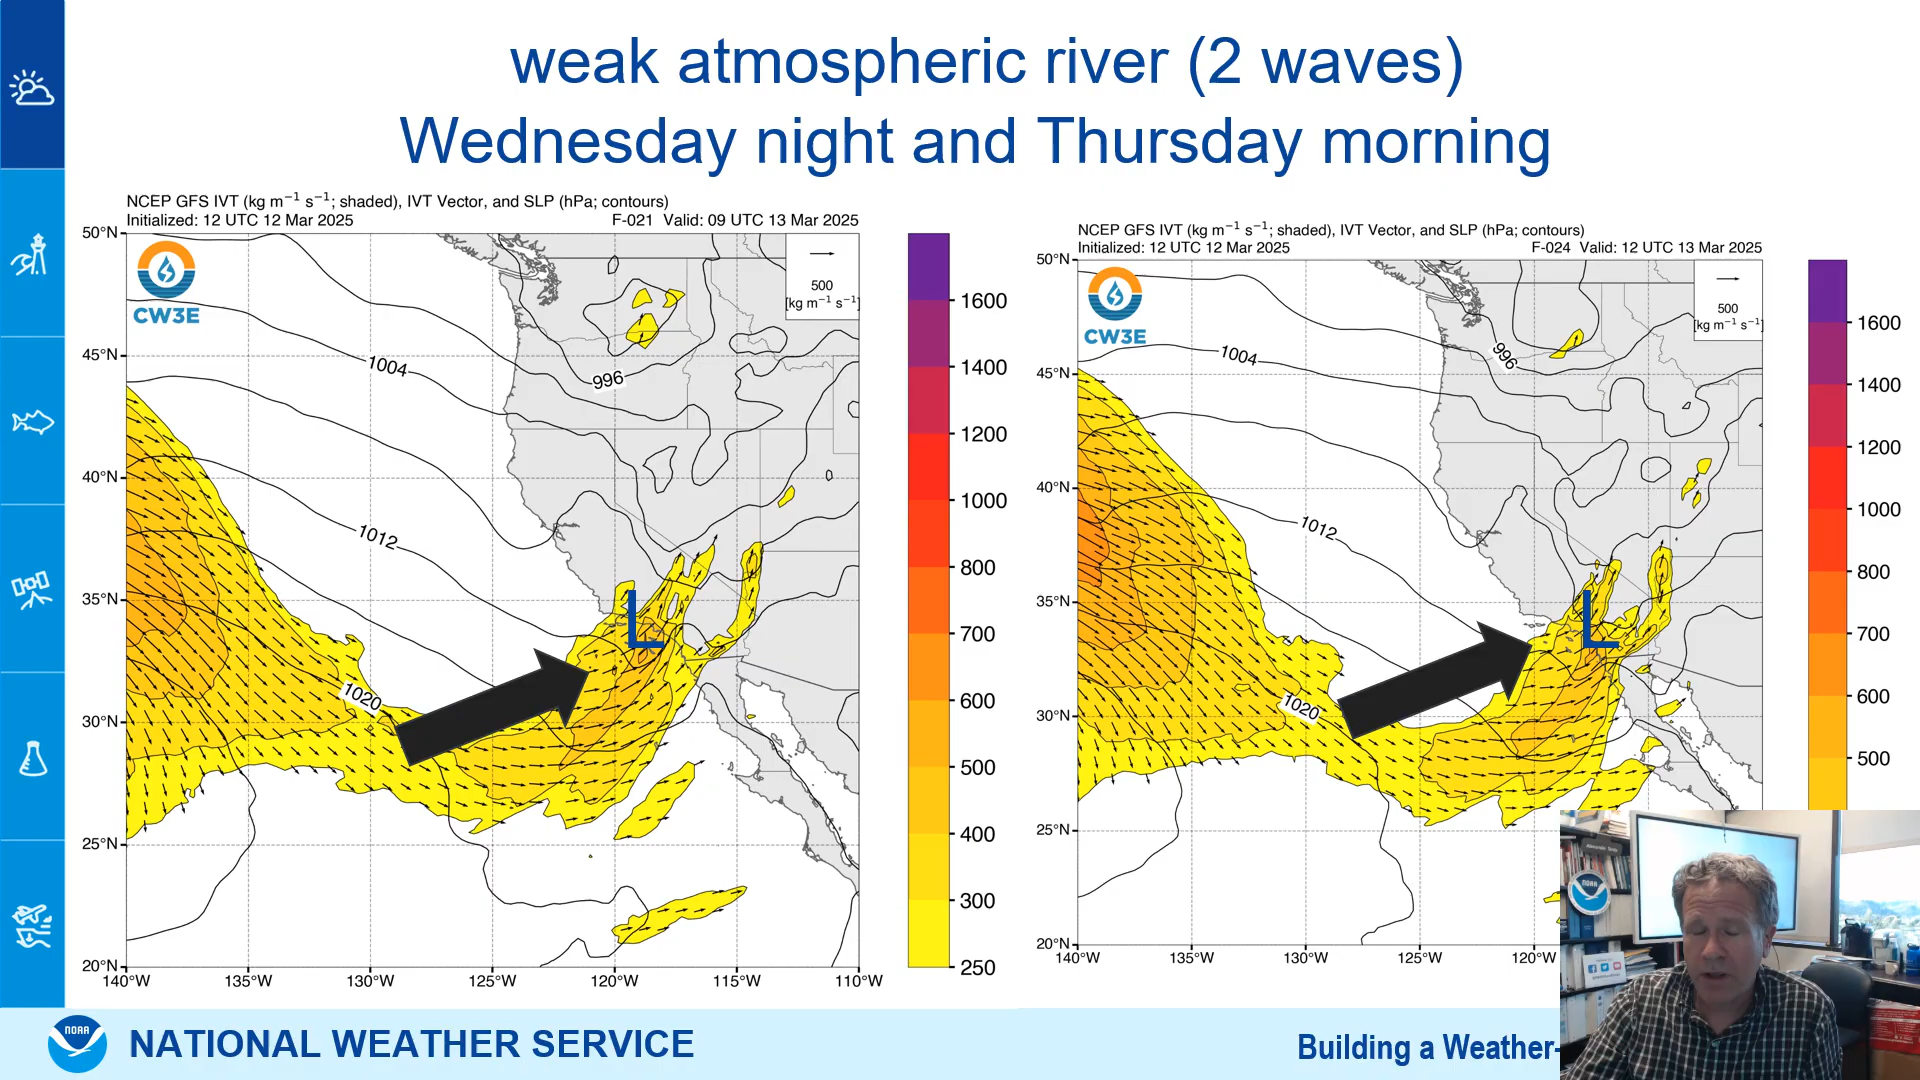 weak atmospheric river (2 waves)
Wednesday night and Thursday morning
NCEP GFS IVT (kg m⁻¹ s⁻¹; shaded), IVT Vector, and SLP (hPa; contours)
Initialized: 12 UTC 12 Mar 2025 F-021 Valid: 09 UTC 13 Mar 2025
50°N
45°N
40°N
35°N
30°N
25°N
20°N
140°W 135°W 130°W 125°W 120°W 115°W 110°W
CW3E
500
[kg m⁻¹ s⁻¹]
1004
996
1012
1020
L
1600
1400
1200
1000
800
700
600
500
400
300
250
NCEP GFS IVT (kg m⁻¹ s⁻¹; shaded), IVT Vector, and SLP (hPa; contours)
Initialized: 12 UTC 12 Mar 2025 F-024 Valid: 12 UTC 13 Mar 2025
50°N
45°N
40°N
35°N
30°N
25°N
20°N
140°W 135°W 130°W 125°W 120°W
CW3E
500
[kg m⁻¹ s⁻¹]
1004
996
1012
1020
L
1600
1400
1200
1000
800
700
600
500
NOAA
NOAA
NATIONAL WEATHER SERVICE
Building a Weather-